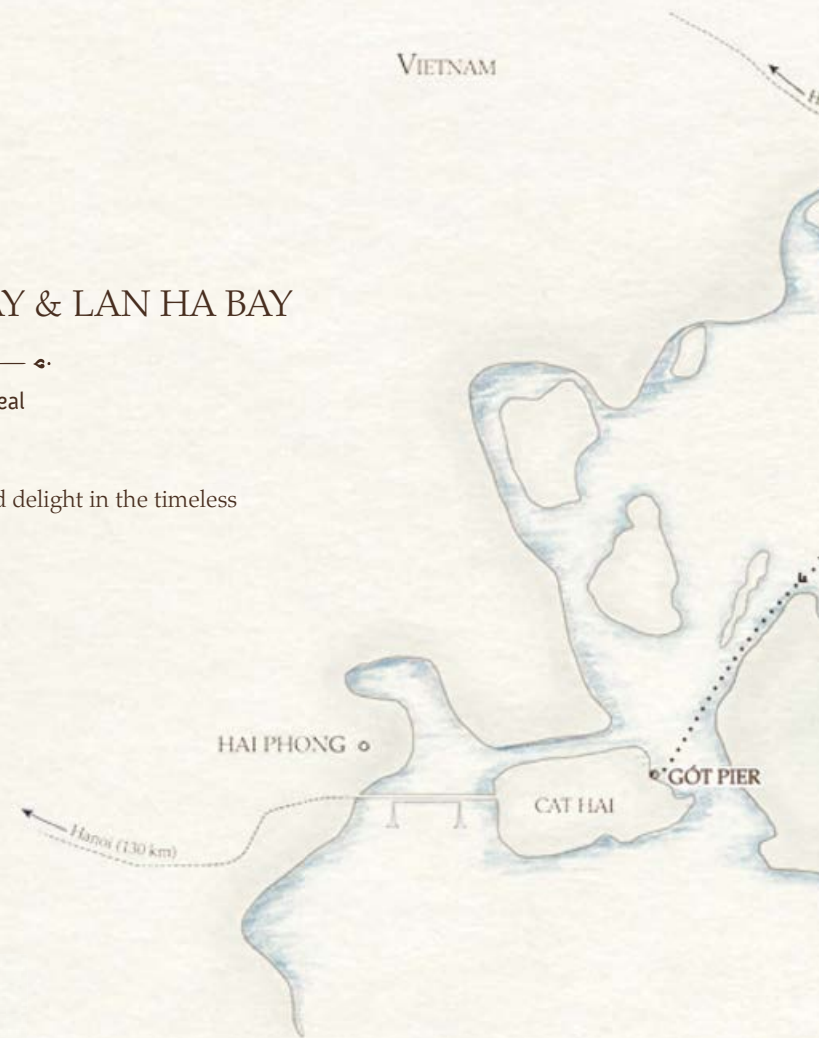 VIETNAM
H
AY & LAN HA BAY
eal
d delight in the timeless
HAI PHONG
GÓT PIER
CAT HAI
Hanoi (130 km)